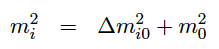 m_i^2 = Δm_{i0}^2 + m_0^2